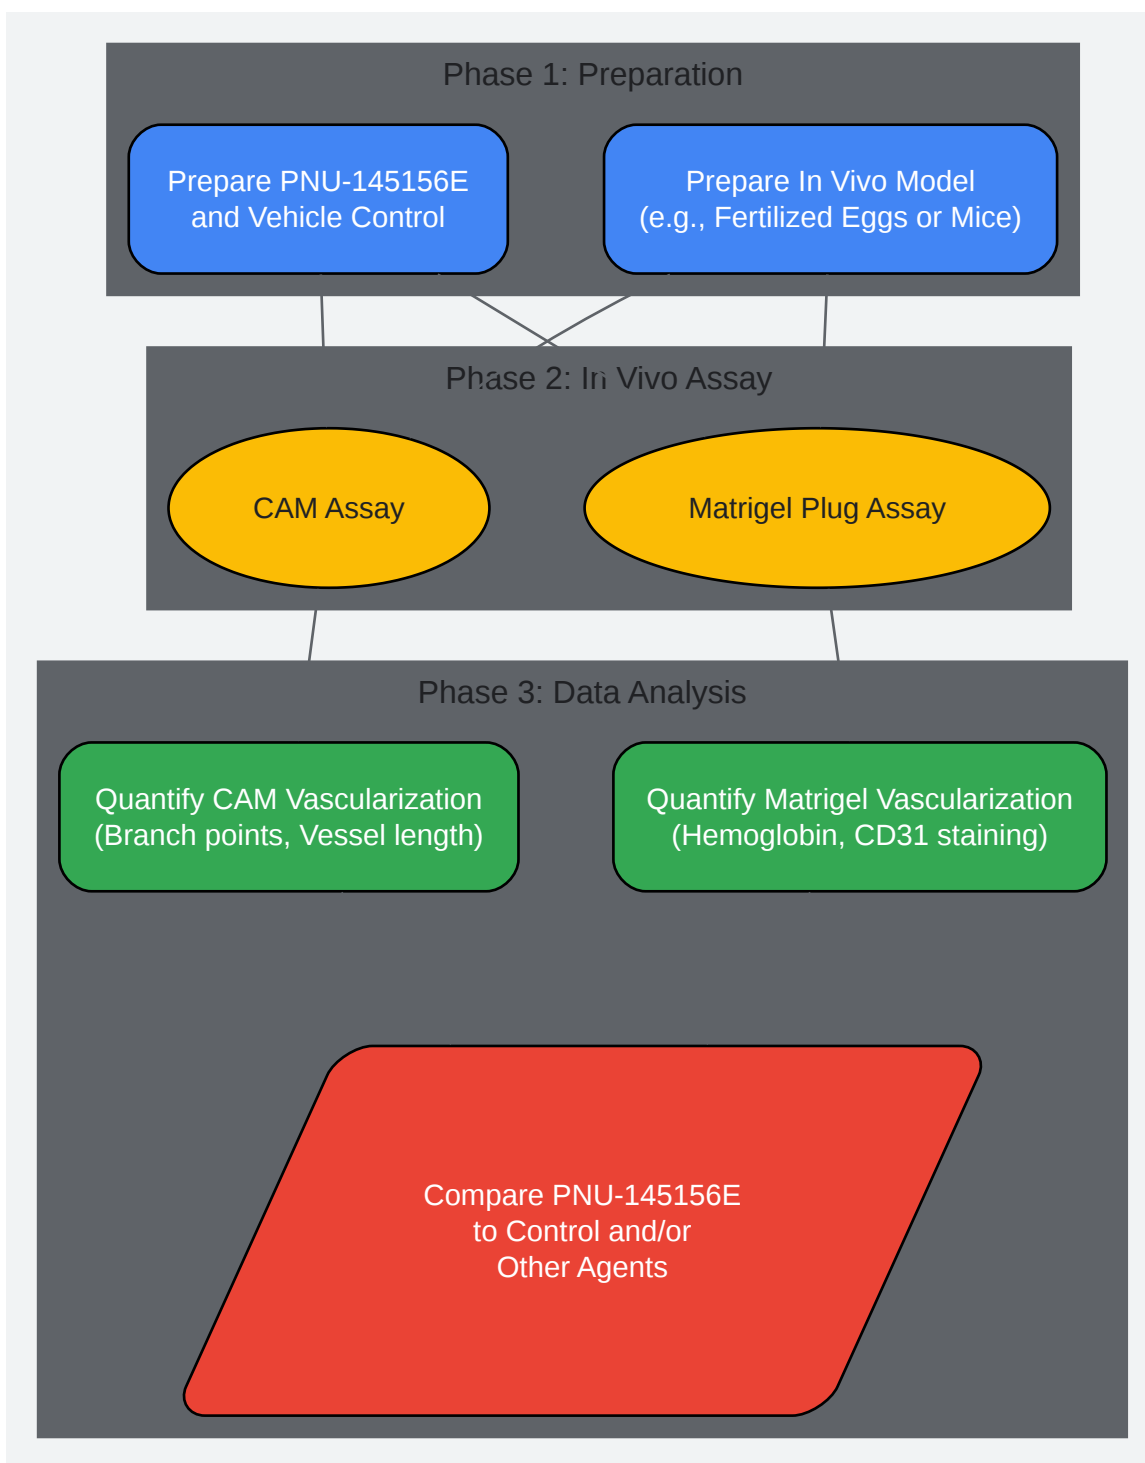 Phase 1: Preparation
Prepare PNU-145156E
and Vehicle Control
Prepare In Vivo Model
(e.g., Fertilized Eggs or Mice)
Phase 2: In Vivo Assay
CAM Assay
Matrigel Plug Assay
Phase 3: Data Analysis
Quantify CAM Vascularization
(Branch points, Vessel length)
Quantify Matrigel Vascularization
(Hemoglobin, CD31 staining)
Compare PNU-145156E
to Control and/or
Other Agents